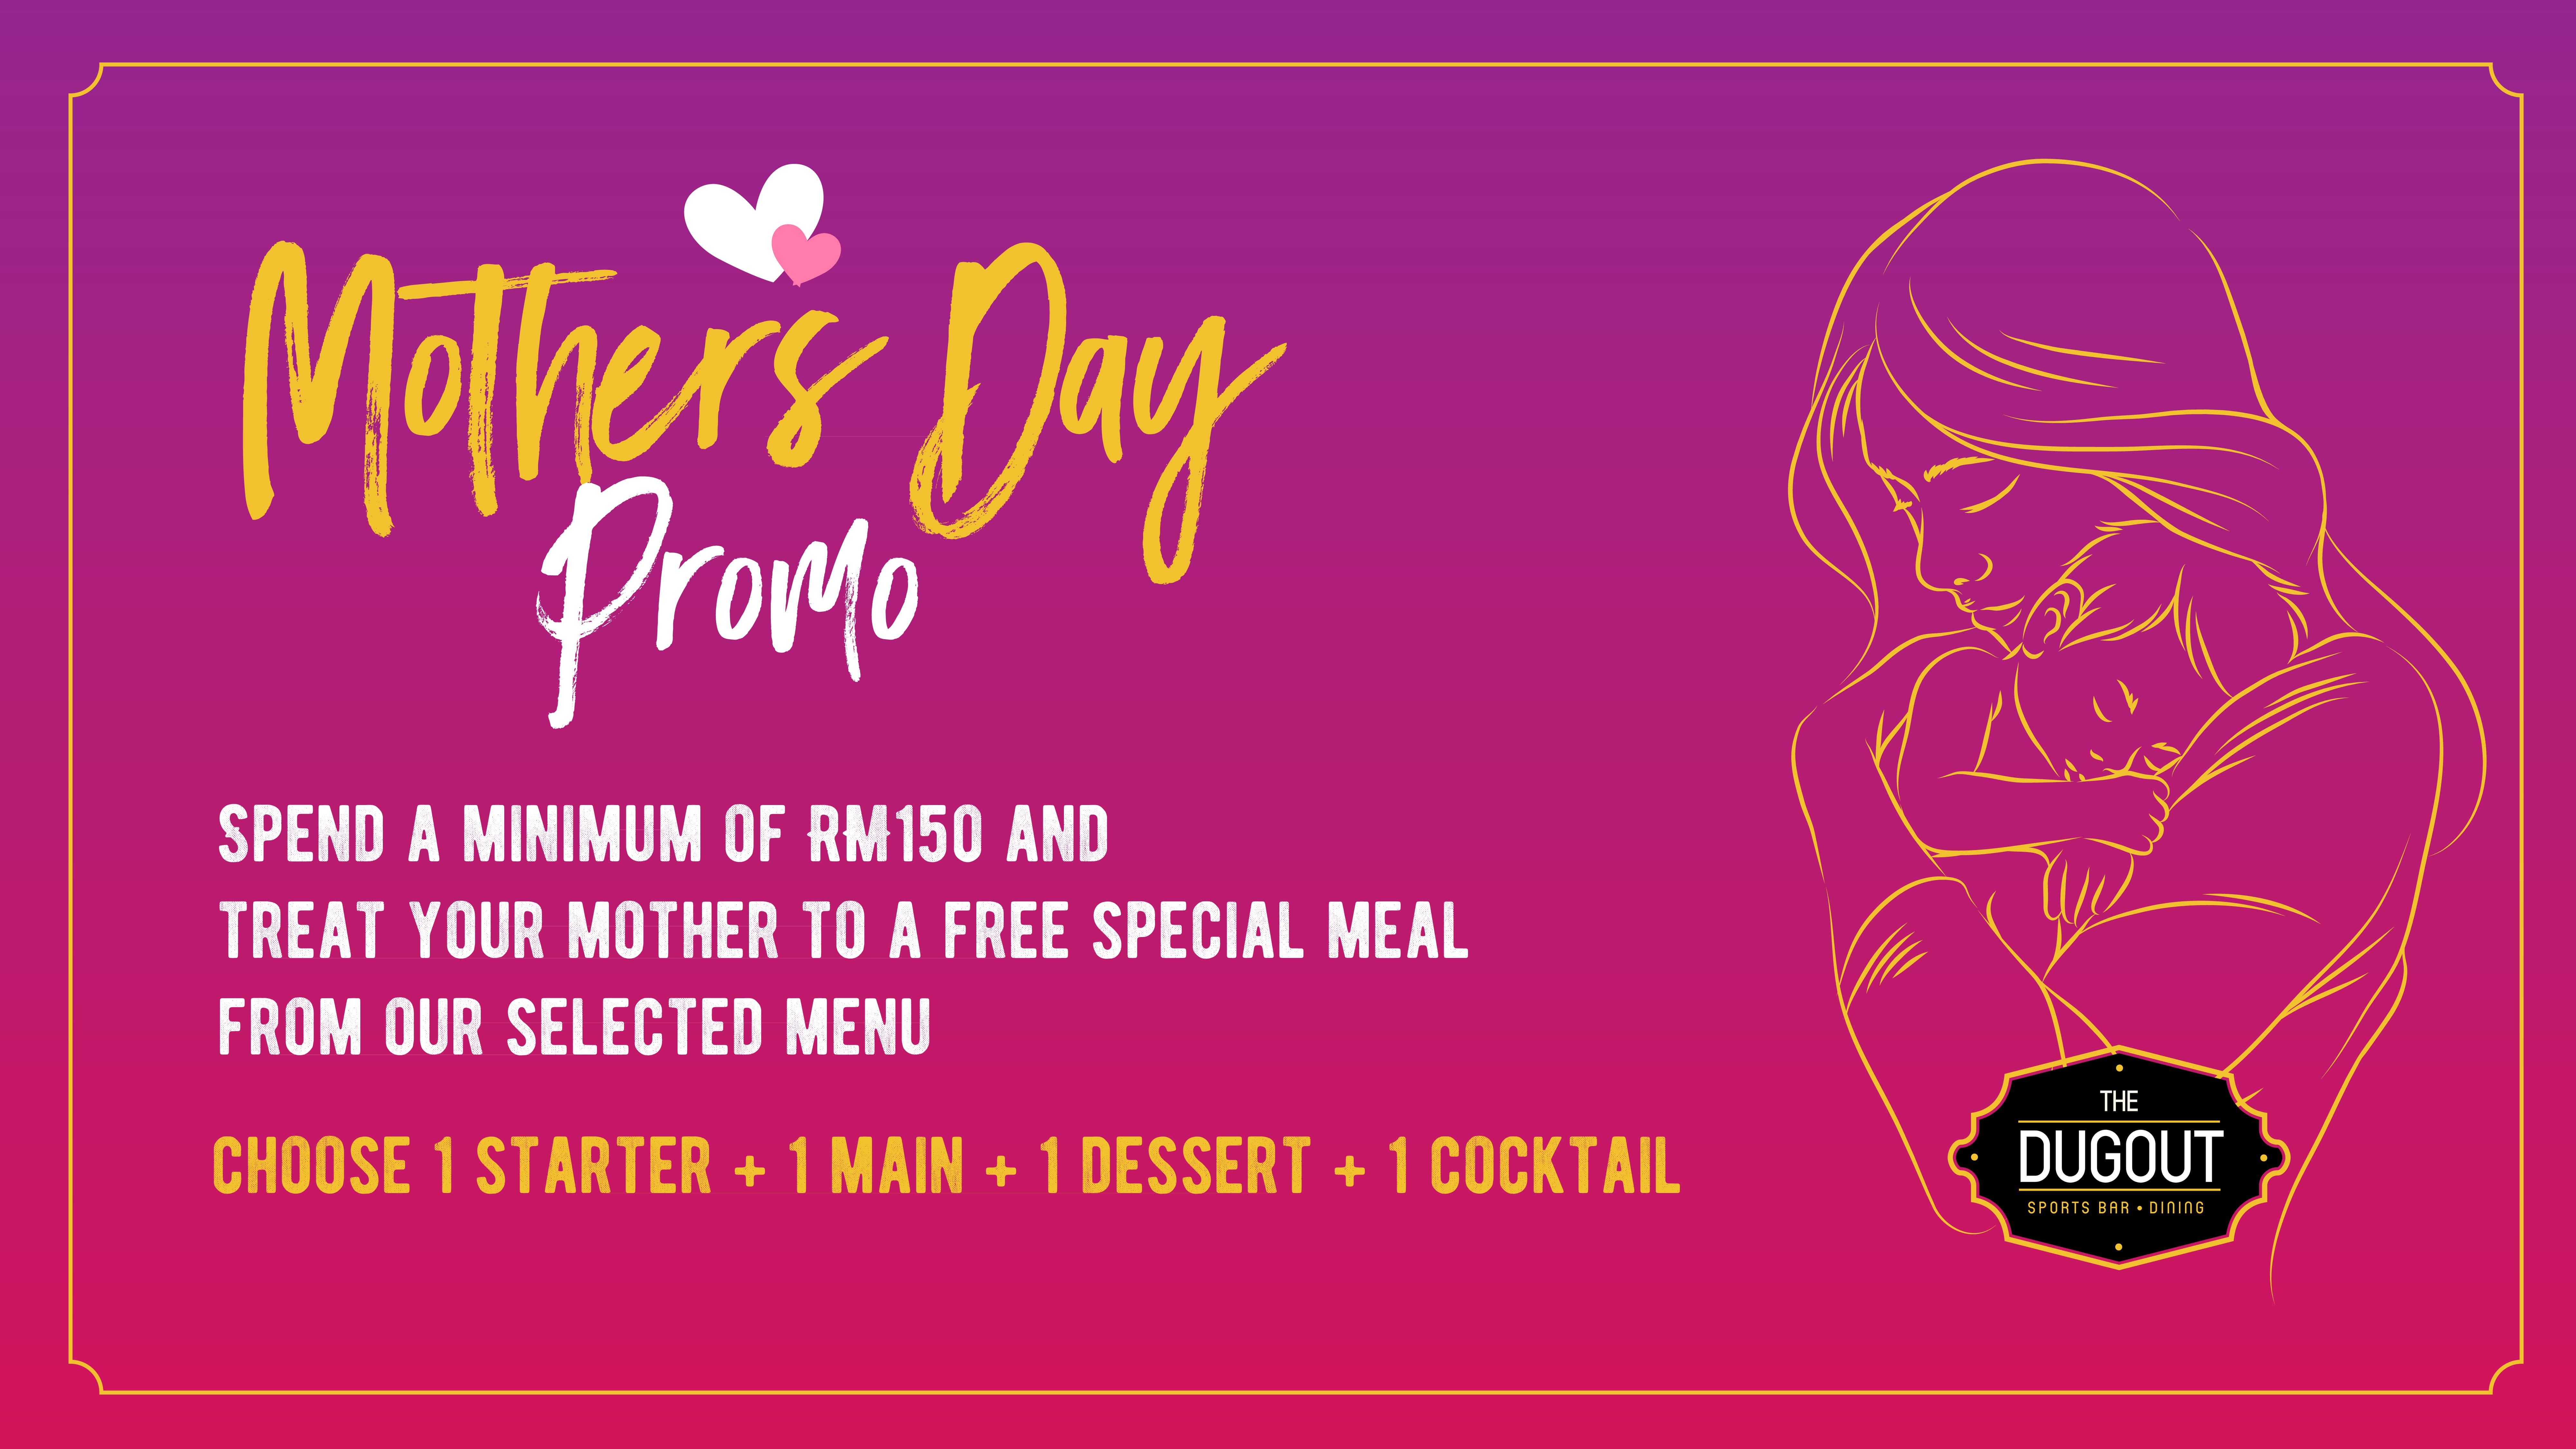 Mothers Day
Promo
SPEND A MINIMUM OF RM150 AND
TREAT YOUR MOTHER TO A FREE SPECIAL MEAL
FROM OUR SELECTED MENU
CHOOSE 1 STARTER + 1 MAIN + 1 DESSERT + 1 COCKTAIL
THE
DUGOUT
SPORTS BAR • DINING